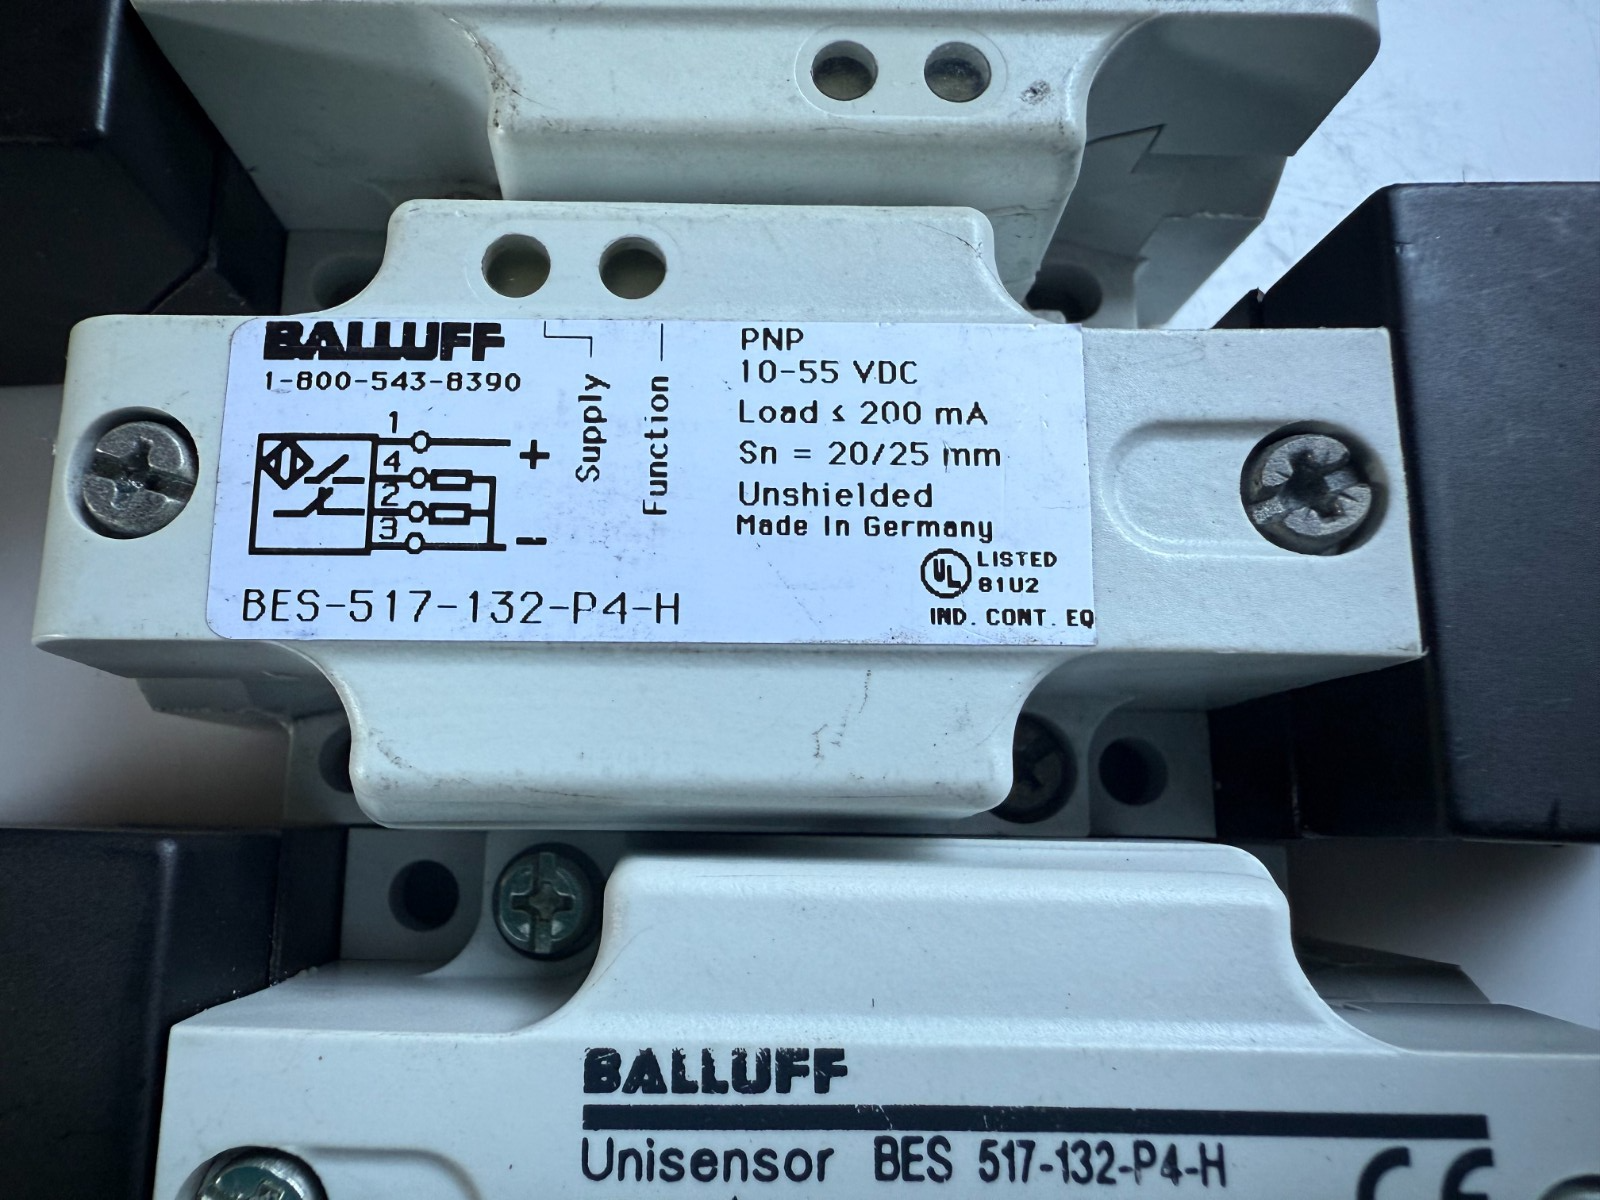 BALLUFF
1-800-543-8390
1
4
2
3
+
-
Supply
Function
PNP
10-55 VDC
Load ≤ 200 mA
Sn = 20/25 mm
Unshielded
Made In Germany
UL LISTED
81U2
IND. CONT. EQ
BES-517-132-P4-H
BALLUFF
Unisensor BES 517-132-P4-H
CE